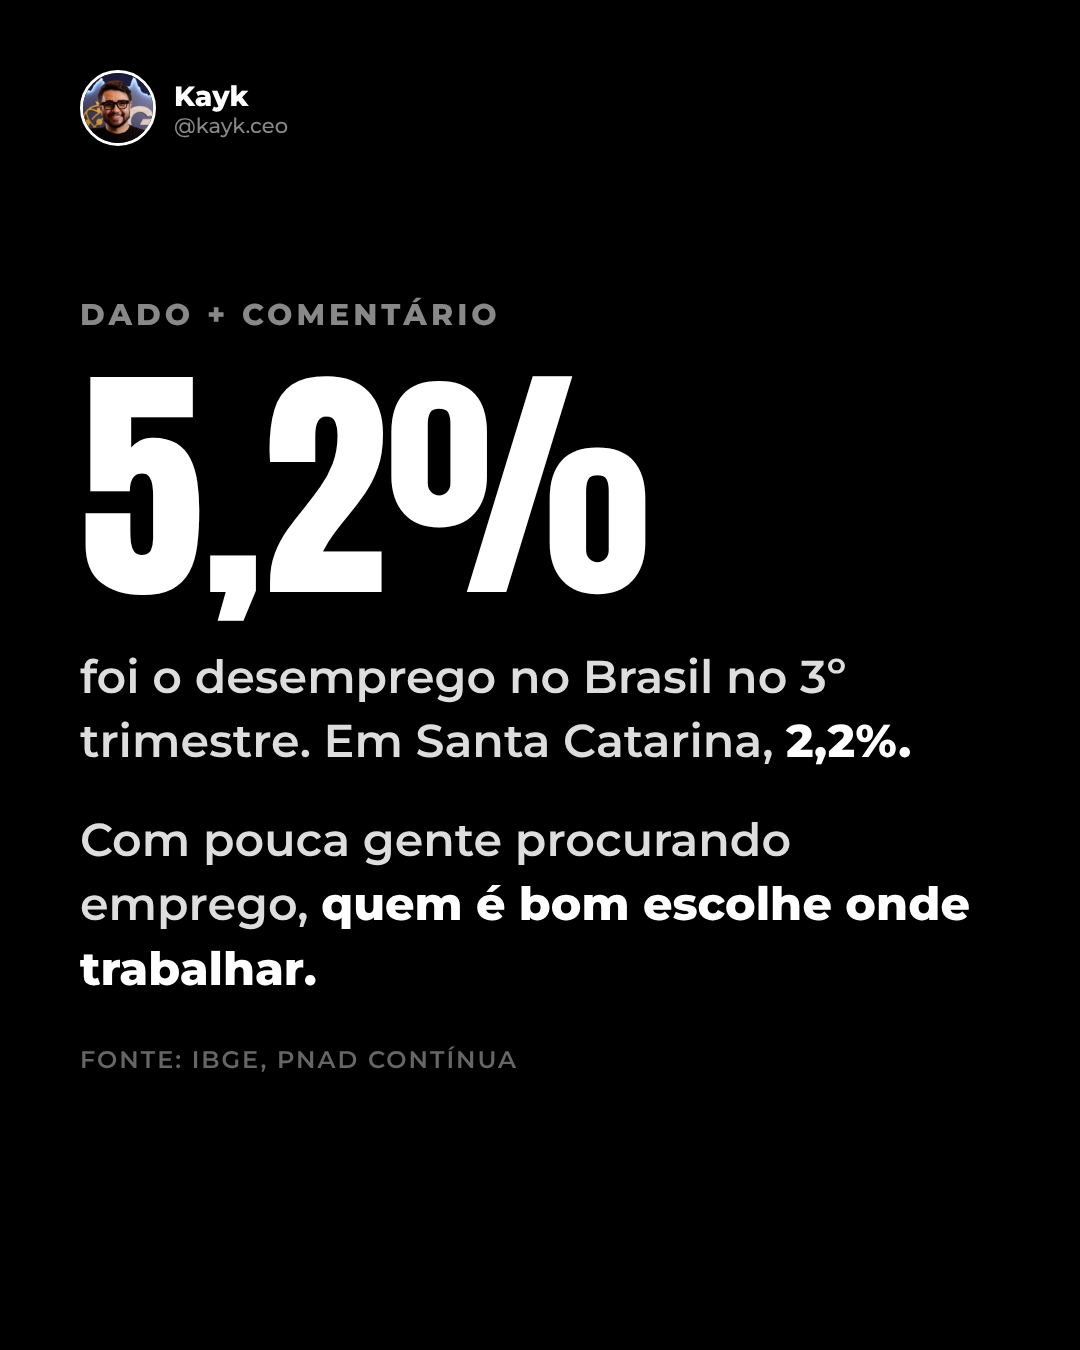 Kayk
@kayk.ceo
DADO + COMENTÁRIO
5,2%
foi o desemprego no Brasil no 3º
trimestre. Em Santa Catarina, 2,2%.
Com pouca gente procurando
emprego, quem é bom escolhe onde
trabalhar.
FONTE: IBGE, PNAD CONTÍNUA